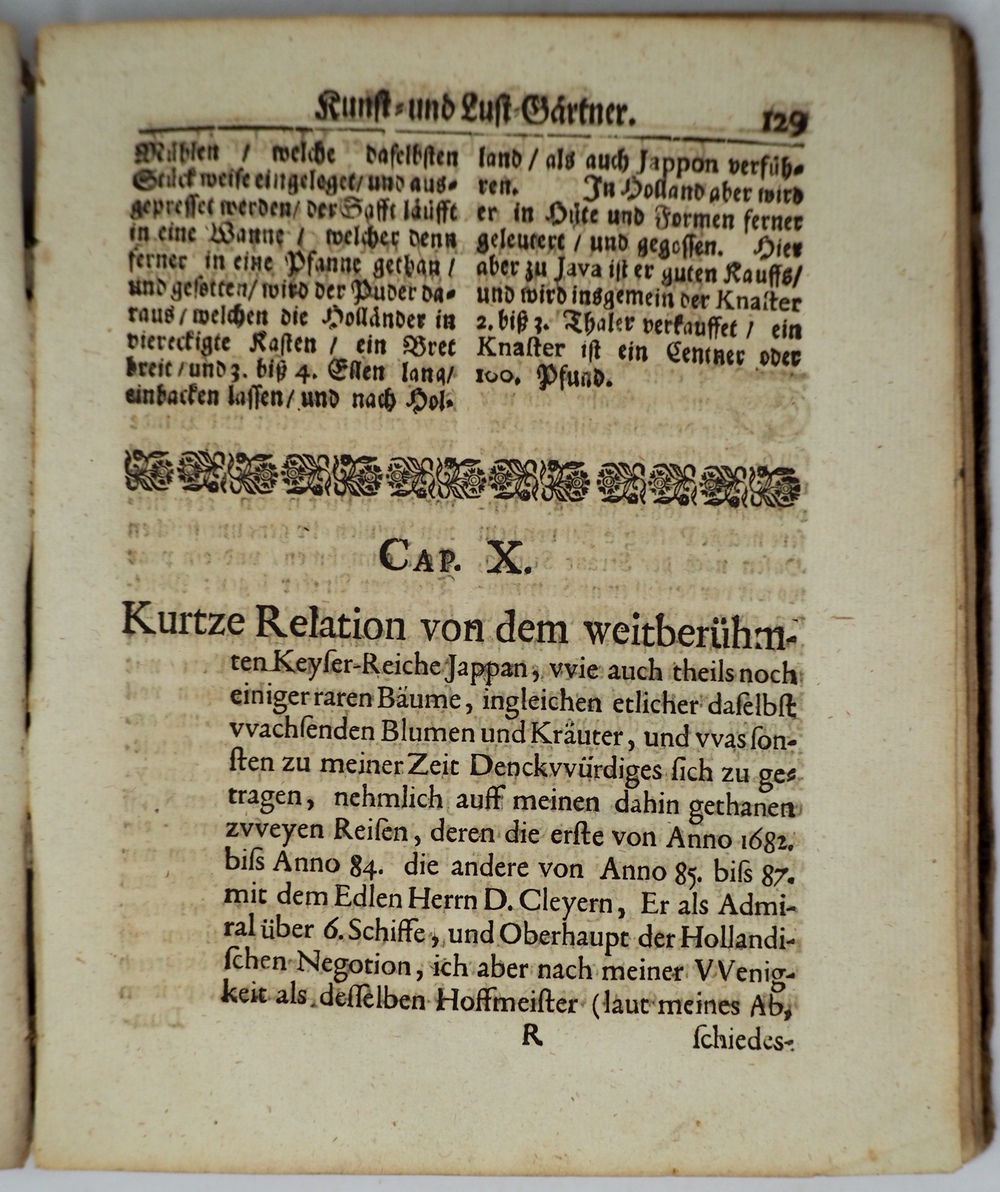 Kunst-und Lust-Gärtner. 129
Mühlen / welche daselbsten
Stückweise eingeleget/ und aus-
gepresset werden/ der Safft läufft
in eine Wanne / welcher denn
ferner in eine Pfanne gethan /
und gesotten/ wird der Puder da-
raus / welchen die Holländer in
viereckigte Kasten / ein Bret
breit / und 3. biß 4. Ellen lang/
einbacken lassen/ und nach Hol-
land / als auch Jappon verfüh-
ren. In Holland aber wird
er in Hüte und Formen ferner
geleutert / und gegossen. Hier
aber zu Java ist er guten Kauffs/
und wird insgemein der Knaster
2. biß 3. Thaler verkauffet / ein
Knaster ist ein Centner oder
100. Pfund.
CAP. X.
Kurtze Relation von dem weitberühm-
ten Keyſer-Reiche Jappan, vvie auch theils noch
einiger raren Bäume, ingleichen etlicher daſelbſt
vvachſenden Blumen und Kräuter, und vvas ſon-
ſten zu meiner Zeit Denckvvürdiges ſich zu ge-
tragen, nehmlich auff meinen dahin gethanen
zvveyen Reiſen, deren die erſte von Anno 1682.
biſs Anno 84. die andere von Anno 85. biſs 87.
mit dem Edlen Herrn D. Cleyern, Er als Admi-
ral über 6. Schiffe, und Oberhaupt der Hollandi-
ſchen Negotion, ich aber nach meiner VVenig-
keit als deſſelben Hoffmeiſter (laut meines Ab,
R ſchiedes-